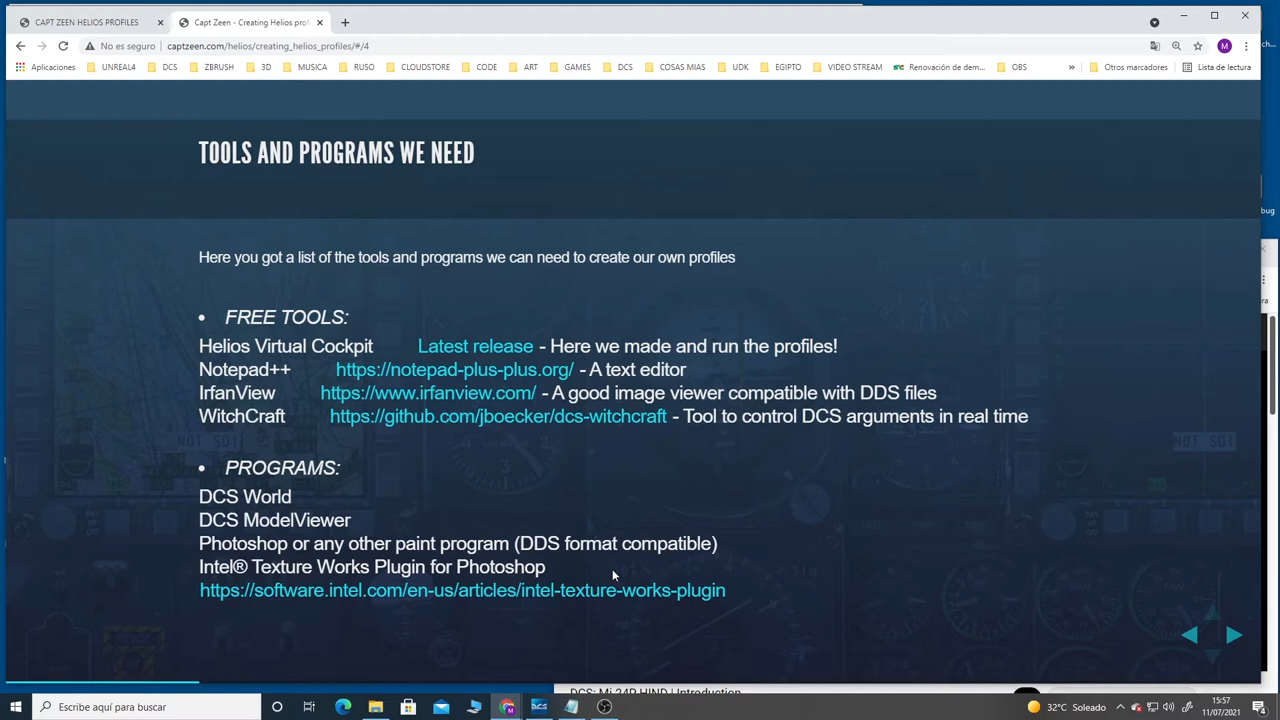 CAPT ZEEN HELIOS PROFILES
Capt Zeen - Creating Helios prof
No es seguro
captzeen.com/helios/creating_helios_profiles/#/4
M
Aplicaciones
UNREAL4
DCS
ZBRUSH
3D
MUSICA
RUSO
CLOUDSTORE
CODE
ART
GAMES
DCS
COSAS MIAS
UDK
EGIPTO
VIDEO STREAM
Renovación de dem...
OBS
»
Otros marcadores
Lista de lectura
TOOLS AND PROGRAMS WE NEED
Here you got a list of the tools and programs we can need to create our own profiles
• FREE TOOLS:
Helios Virtual Cockpit Latest release - Here we made and run the profiles!
Notepad++ https://notepad-plus-plus.org/ - A text editor
IrfanView https://www.irfanview.com/ - A good image viewer compatible with DDS files
WitchCraft https://github.com/jboecker/dcs-witchcraft - Tool to control DCS arguments in real time
NOT SOI
NOT SOI
• PROGRAMS:
DCS World
DCS ModelViewer
Photoshop or any other paint program (DDS format compatible)
Intel® Texture Works Plugin for Photoshop
https://software.intel.com/en-us/articles/intel-texture-works-plugin
bug
DCS: Mi-24P HIND | Introduction
Escribe aquí para buscar
DCS
32°C Soleado
15:57
11/07/2021